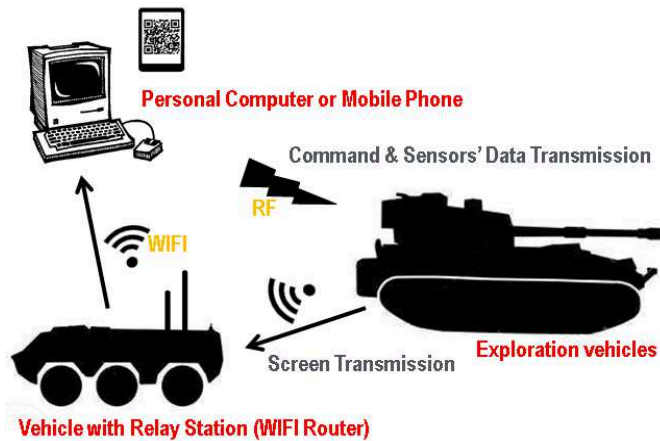 Personal Computer or Mobile Phone
Command & Sensors' Data Transmission
RF
WIFI
Screen Transmission
Exploration vehicles
Vehicle with Relay Station (WIFI Router)